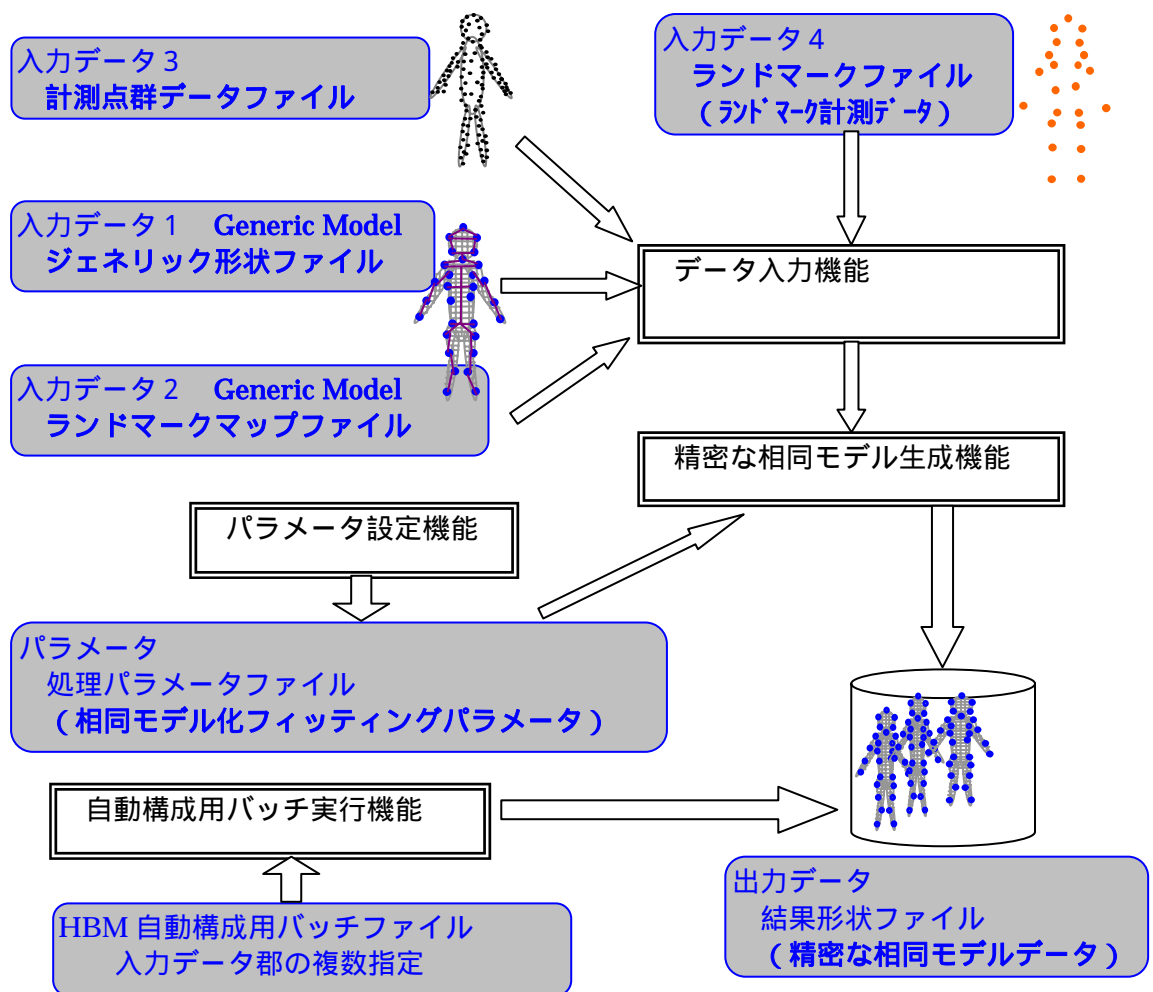 入力データ３
計測点群データファイル
入力データ４
ランドマークファイル
（ﾗﾝﾄﾞﾏｰｸ計測ﾃﾞｰﾀ）
入力データ１ Generic Model
ジェネリック形状ファイル
データ入力機能
入力データ２ Generic Model
ランドマークマップファイル
精密な相同モデル生成機能
パラメータ設定機能
パラメータ
処理パラメータファイル
（相同モデル化フィッティングパラメータ）
自動構成用バッチ実行機能
出力データ
結果形状ファイル
（精密な相同モデルデータ）
HBM 自動構成用バッチファイル
入力データ郡の複数指定